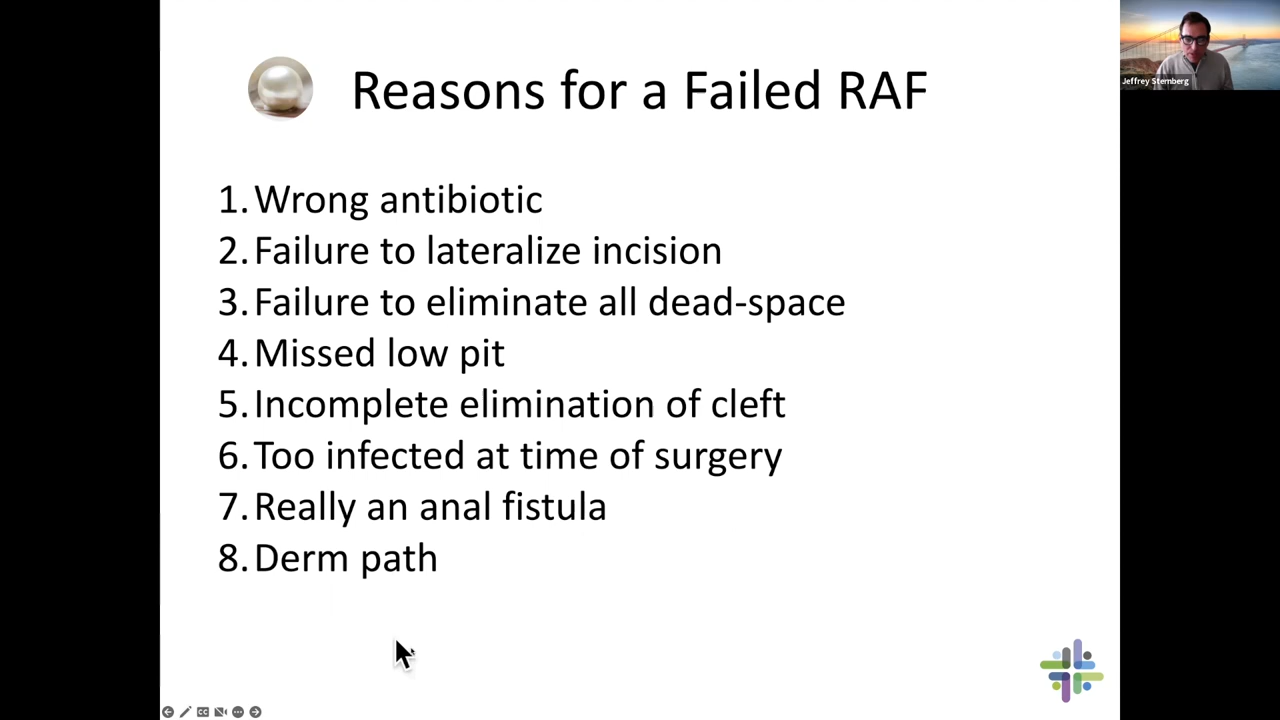 Reasons for a Failed RAF
Jeffrey Sternberg
1. Wrong antibiotic
2. Failure to lateralize incision
3. Failure to eliminate all dead-space
4. Missed low pit
5. Incomplete elimination of cleft
6. Too infected at time of surgery
7. Really an anal fistula
8. Derm path